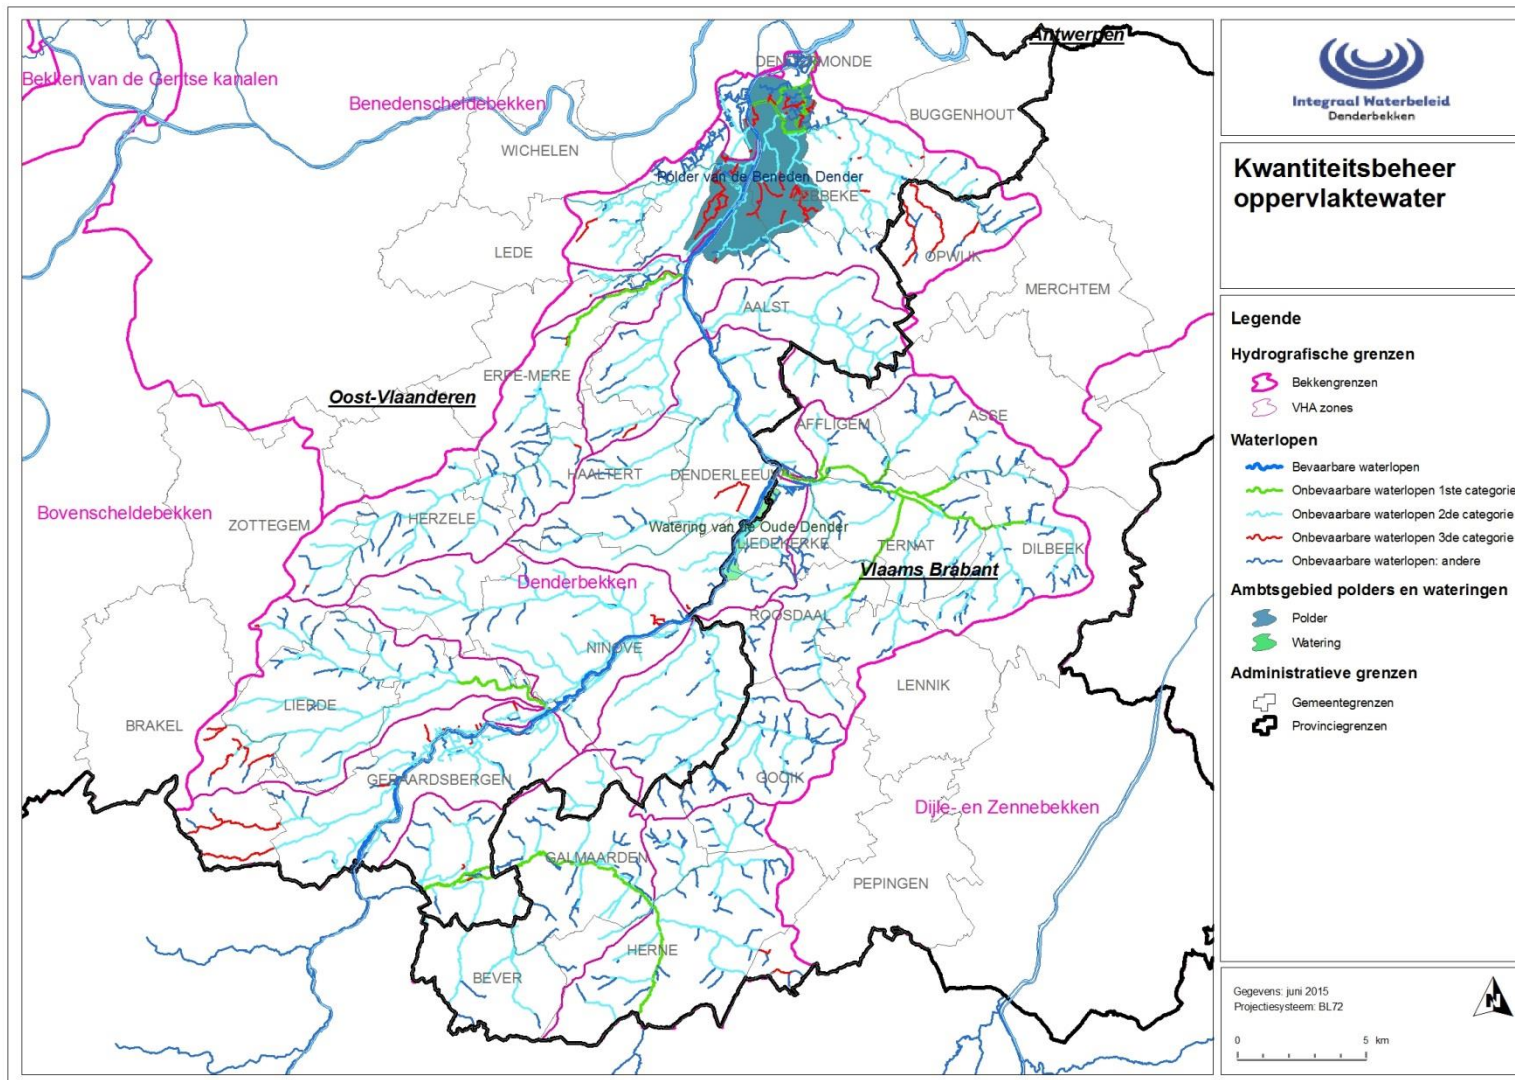 Antwerpen
DENDERMONDE
Bekken van de Gentse kanalen
Benedenscheldebekken
BUGGENHOUT
WICHELEN
Polder van de Beneden Dender
LEBBEKE
LEDE
OPWIJK
MERCHTEM
AALST
ERPE-MERE
Oost-Vlaanderen
ASSE
AFFLIGEM
HAALTERT
DENDERLEEUW
Bovenscheldebekken
ZOTTEGEM
HERZELE
Watering van de Oude Dender
LIEDEKERKE
TERNAT
DILBEEK
Vlaams Brabant
Denderbekken
ROOSDAAL
NINOVE
LENNIK
LIERDE
BRAKEL
GERAARDSBERGEN
GOOIK
Dijle- en Zennebekken
GALMAARDEN
PEPINGEN
HERNE
BEVER
Integraal Waterbeleid
Denderbekken
Kwantiteitsbeheer
oppervlaktewater
Legende
Hydrografische grenzen
Bekkengrenzen
VHA zones
Waterlopen
Bevaarbare waterlopen
Onbevaarbare waterlopen 1ste categorie
Onbevaarbare waterlopen 2de categorie
Onbevaarbare waterlopen 3de categorie
Onbevaarbare waterlopen: andere
Ambtsgebied polders en wateringen
Polder
Watering
Administratieve grenzen
Gemeentegrenzen
Provinciegrenzen
Gegevens: juni 2015
Projectiesysteem: BL72
N
0 5 km